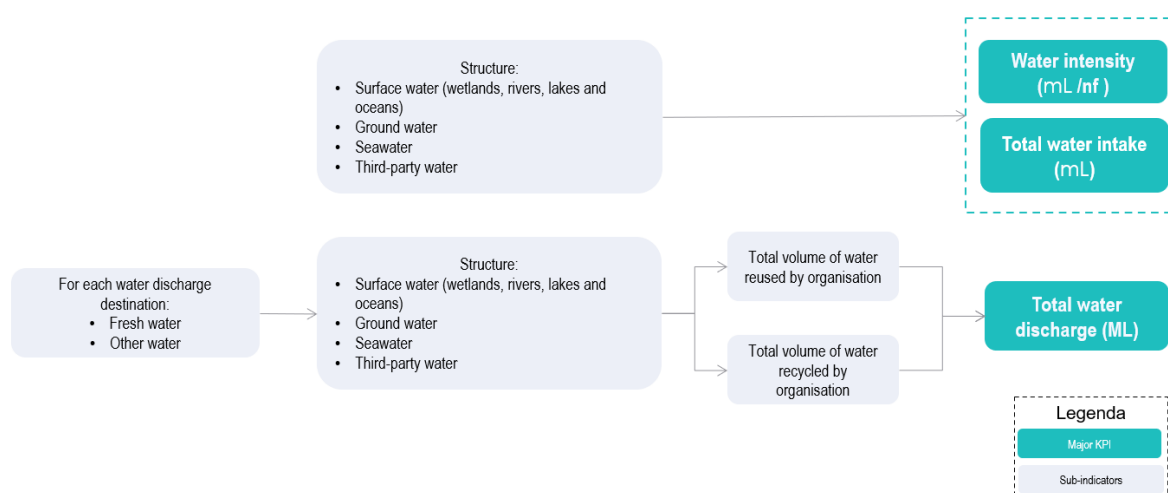 Structure:
• Surface water (wetlands, rivers, lakes and
oceans)
• Ground water
• Seawater
• Third-party water
Water intensity
(mL /nf )
Total water intake
(mL)
For each water discharge
destination:
• Fresh water
• Other water
Structure:
• Surface water (wetlands, rivers, lakes and
oceans)
• Ground water
• Seawater
• Third-party water
Total volume of water
reused by organisation
Total volume of water
recycled by
organisation
Total water
discharge (ML)
Legenda
Major KPI
Sub-indicators